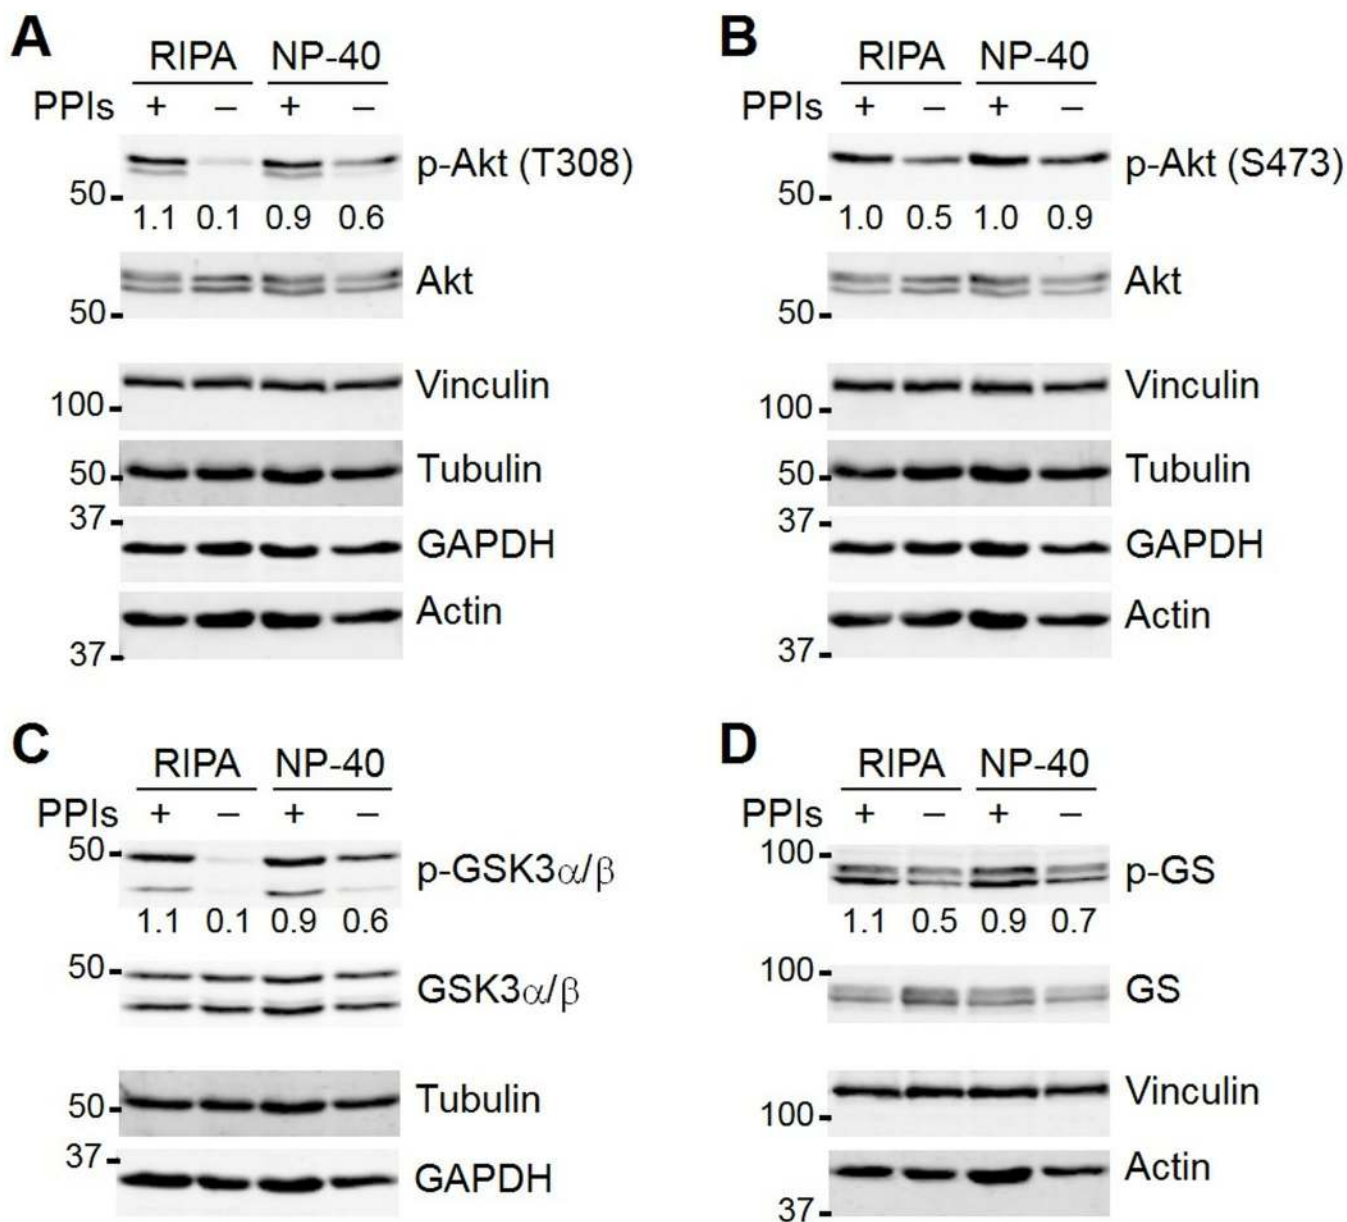 A
RIPA NP-40
PPIs + – + –
p-Akt (T308)
50
1.1 0.1 0.9 0.6
Akt
50
Vinculin
100
Tubulin
50
37
GAPDH
Actin
37
B
RIPA NP-40
PPIs + – + –
p-Akt (S473)
50
1.0 0.5 1.0 0.9
Akt
50
Vinculin
100
Tubulin
50
37
GAPDH
Actin
37
C
RIPA NP-40
PPIs + – + –
50
p-GSK3α/β
1.1 0.1 0.9 0.6
50
GSK3α/β
Tubulin
50
37
GAPDH
D
RIPA NP-40
PPIs + – + –
100
p-GS
1.1 0.5 0.9 0.7
100
GS
Vinculin
100
Actin
37